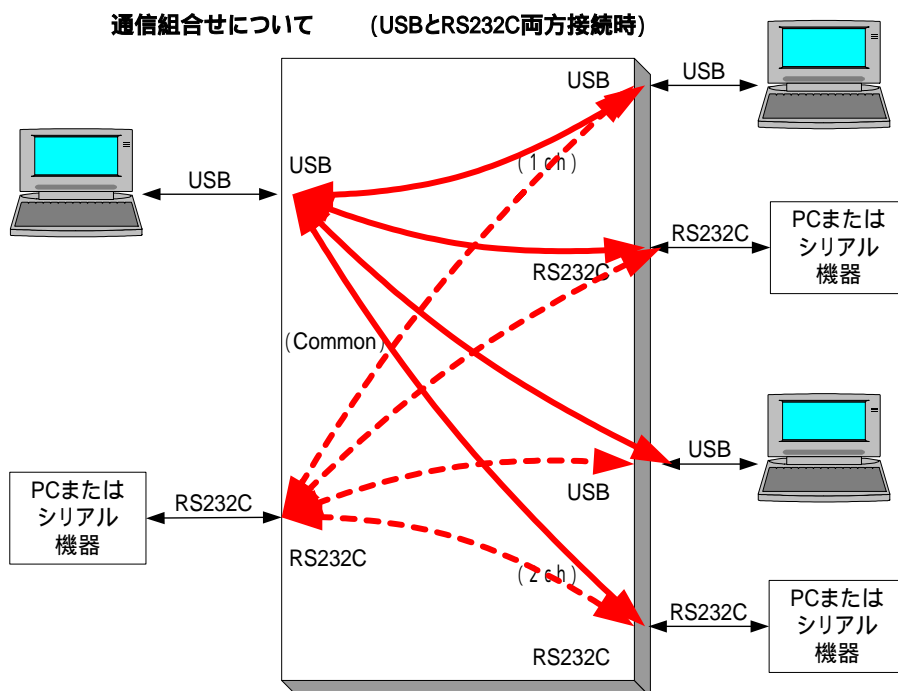 通信組合せについて (USBとRS232C両方接続時)
USB
USB
(1ch)
USB
USB
RS232C
PCまたは
シリアル
機器
RS232C
(Common)
USB
USB
PCまたは
シリアル
機器
RS232C
RS232C
(2ch)
RS232C
PCまたは
シリアル
機器
RS232C